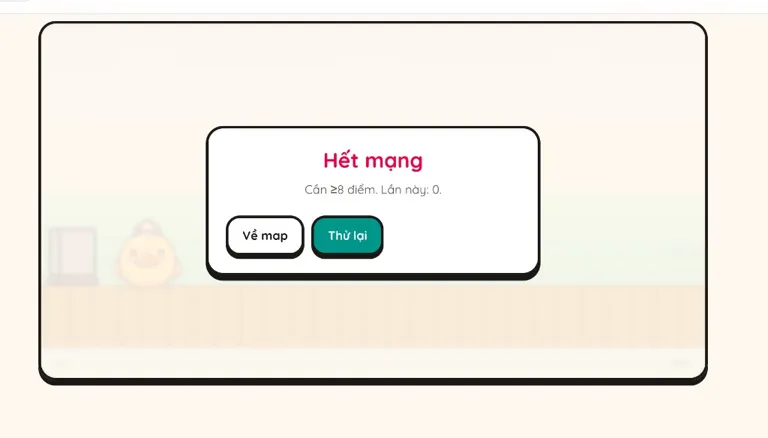 Hết mạng
Cần ≥8 điểm. Lần này: 0.
Về map
Thử lại